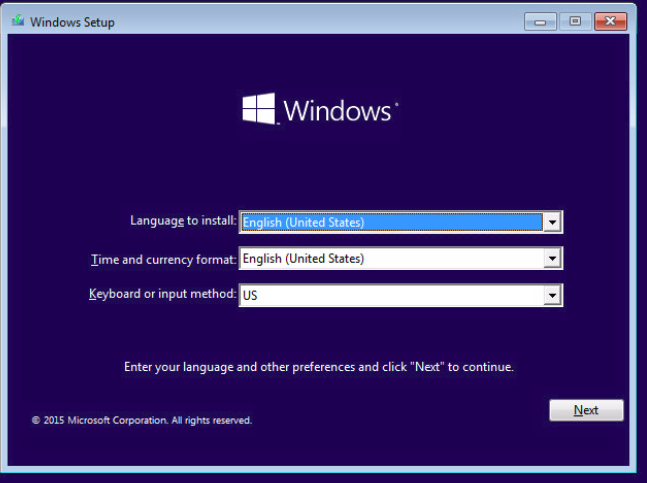 Windows Setup
Windows
Language to install: English (United States)
Time and currency format: English (United States)
Keyboard or input method: US
Enter your language and other preferences and click "Next" to continue.
Next
© 2015 Microsoft Corporation. All rights reserved.